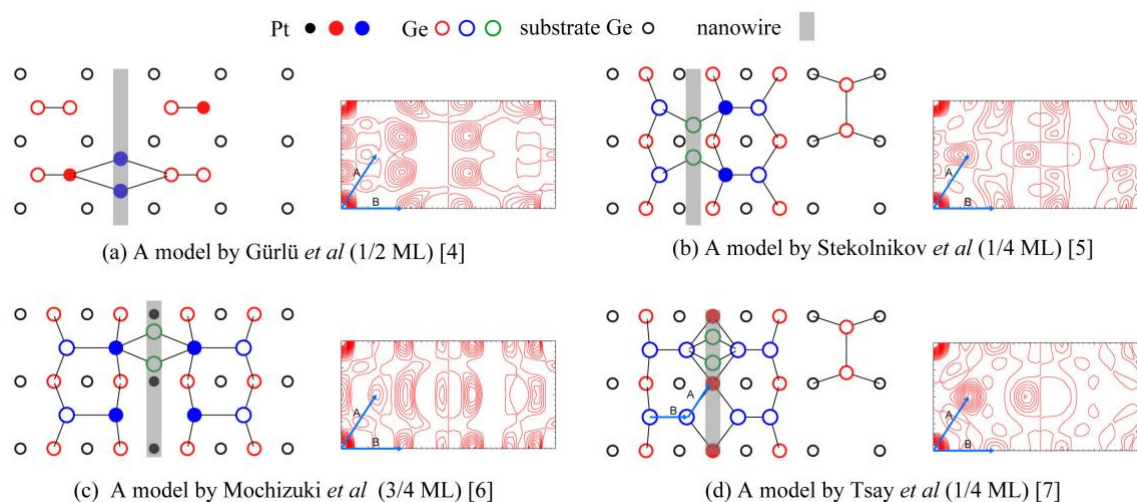 Pt Ge substrate Ge nanowire
A
B
(a) A model by Gürlü et al (1/2 ML) [4]
A
B
(b) A model by Stekolnikov et al (1/4 ML) [5]
A
B
(c) A model by Mochizuki et al (3/4 ML) [6]
A
B
A
B
(d) A model by Tsay et al (1/4 ML) [7]